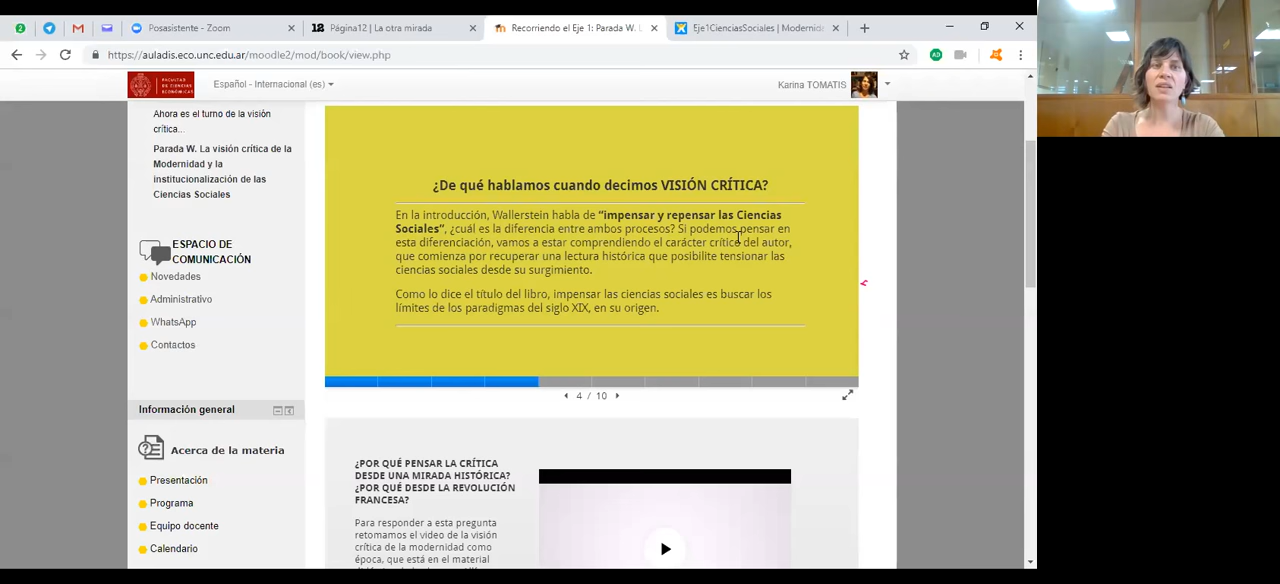 2
Posasistente - Zoom
12 Página12 | La otra mirada
Recorriendo el Eje 1: Parada W.
Eje1CienciasSociales | Modernida
https://auladis.eco.unc.edu.ar/moodle2/mod/book/view.php
FACULTAD DE CIENCIAS ECONÓMICAS
Español - Internacional (es)
Karina TOMATIS
Ahora es el turno de la visión
crítica...
Parada W. La visión crítica de la
Modernidad y la
institucionalización de las
Ciencias Sociales
ESPACIO DE
COMUNICACIÓN
Novedades
Administrativo
WhatsApp
Contactos
Información general
Acerca de la materia
Presentación
Programa
Equipo docente
Calendario
¿De qué hablamos cuando decimos VISIÓN CRÍTICA?
En la introducción, Wallerstein habla de “impensar y repensar las Ciencias
Sociales”, ¿cuál es la diferencia entre ambos procesos? Si podemos pensar en
esta diferenciación, vamos a estar comprendiendo el carácter crítico del autor,
que comienza por recuperar una lectura histórica que posibilite tensionar las
ciencias sociales desde su surgimiento.
Como lo dice el título del libro, impensar las ciencias sociales es buscar los
límites de los paradigmas del siglo XIX, en su origen.
4 / 10
¿POR QUÉ PENSAR LA CRÍTICA
DESDE UNA MIRADA HISTÓRICA?
¿POR QUÉ DESDE LA REVOLUCIÓN
FRANCESA?
Para responder a esta pregunta
retomamos el video de la visión
crítica de la modernidad como
época, que está en el material